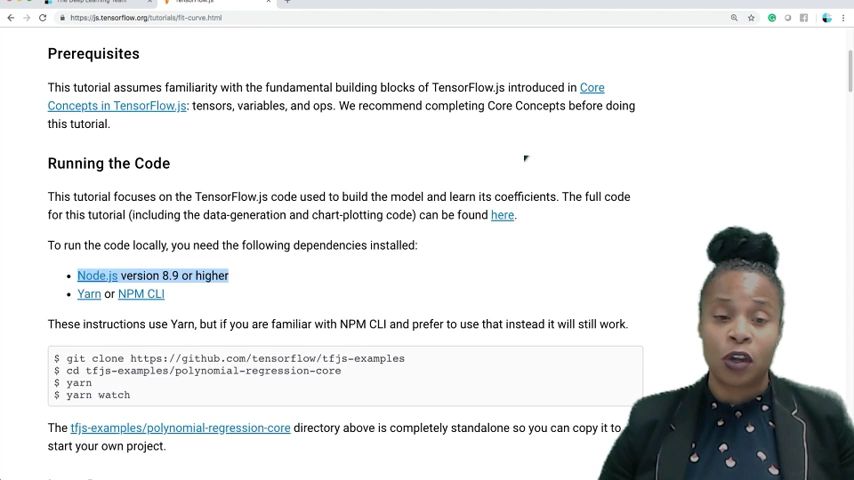 The Deep Learning Team
TensorFlow.js
https://js.tensorflow.org/tutorials/fit-curve.html
Prerequisites
This tutorial assumes familiarity with the fundamental building blocks of TensorFlow.js introduced in Core
Concepts in TensorFlow.js: tensors, variables, and ops. We recommend completing Core Concepts before doing
this tutorial.
Running the Code
This tutorial focuses on the TensorFlow.js code used to build the model and learn its coefficients. The full code
for this tutorial (including the data-generation and chart-plotting code) can be found here.
To run the code locally, you need the following dependencies installed:
• Node.js version 8.9 or higher
• Yarn or NPM CLI
These instructions use Yarn, but if you are familiar with NPM CLI and prefer to use that instead it will still work.
$ git clone https://github.com/tensorflow/tfjs-examples
$ cd tfjs-examples/polynomial-regression-core
$ yarn
$ yarn watch
The tfjs-examples/polynomial-regression-core directory above is completely standalone so you can copy it to
start your own project.